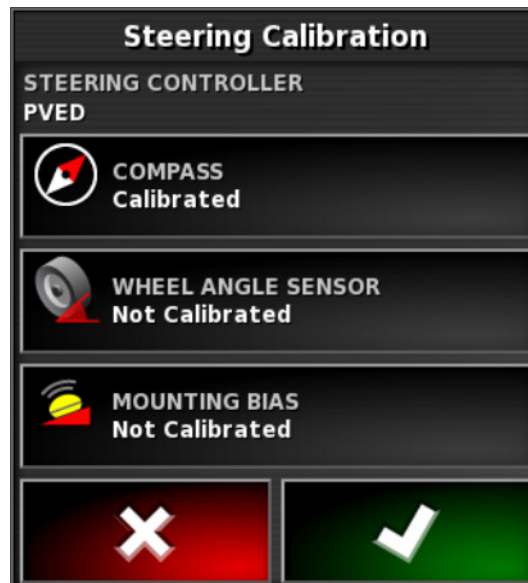 Steering Calibration
STEERING CONTROLLER
PVED
COMPASS
Calibrated
WHEEL ANGLE SENSOR
Not Calibrated
MOUNTING BIAS
Not Calibrated